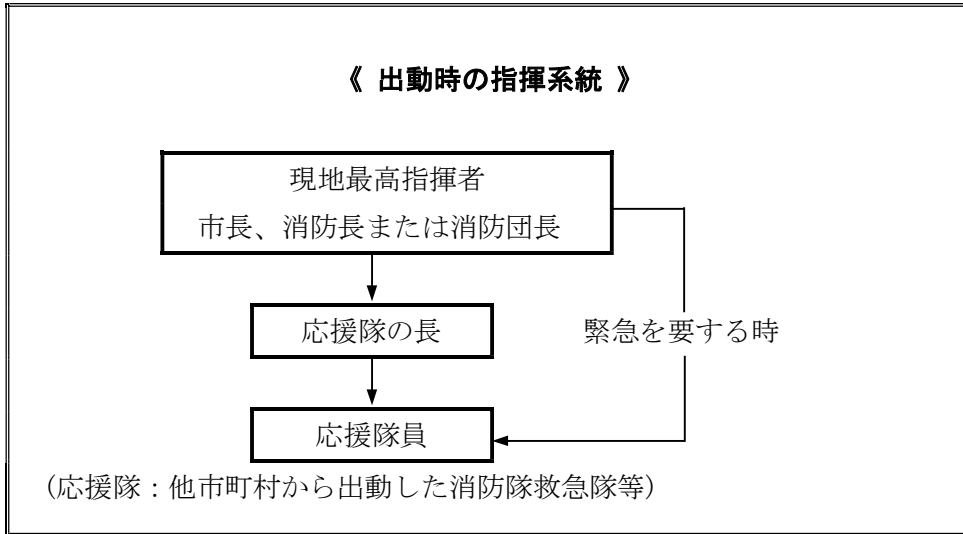 《 出動時の指揮系統 》
現地最高指揮者
市長、消防長または消防団長
応援隊の長
緊急を要する時
応援隊員
(応援隊：他市町村から出動した消防隊救急隊等)